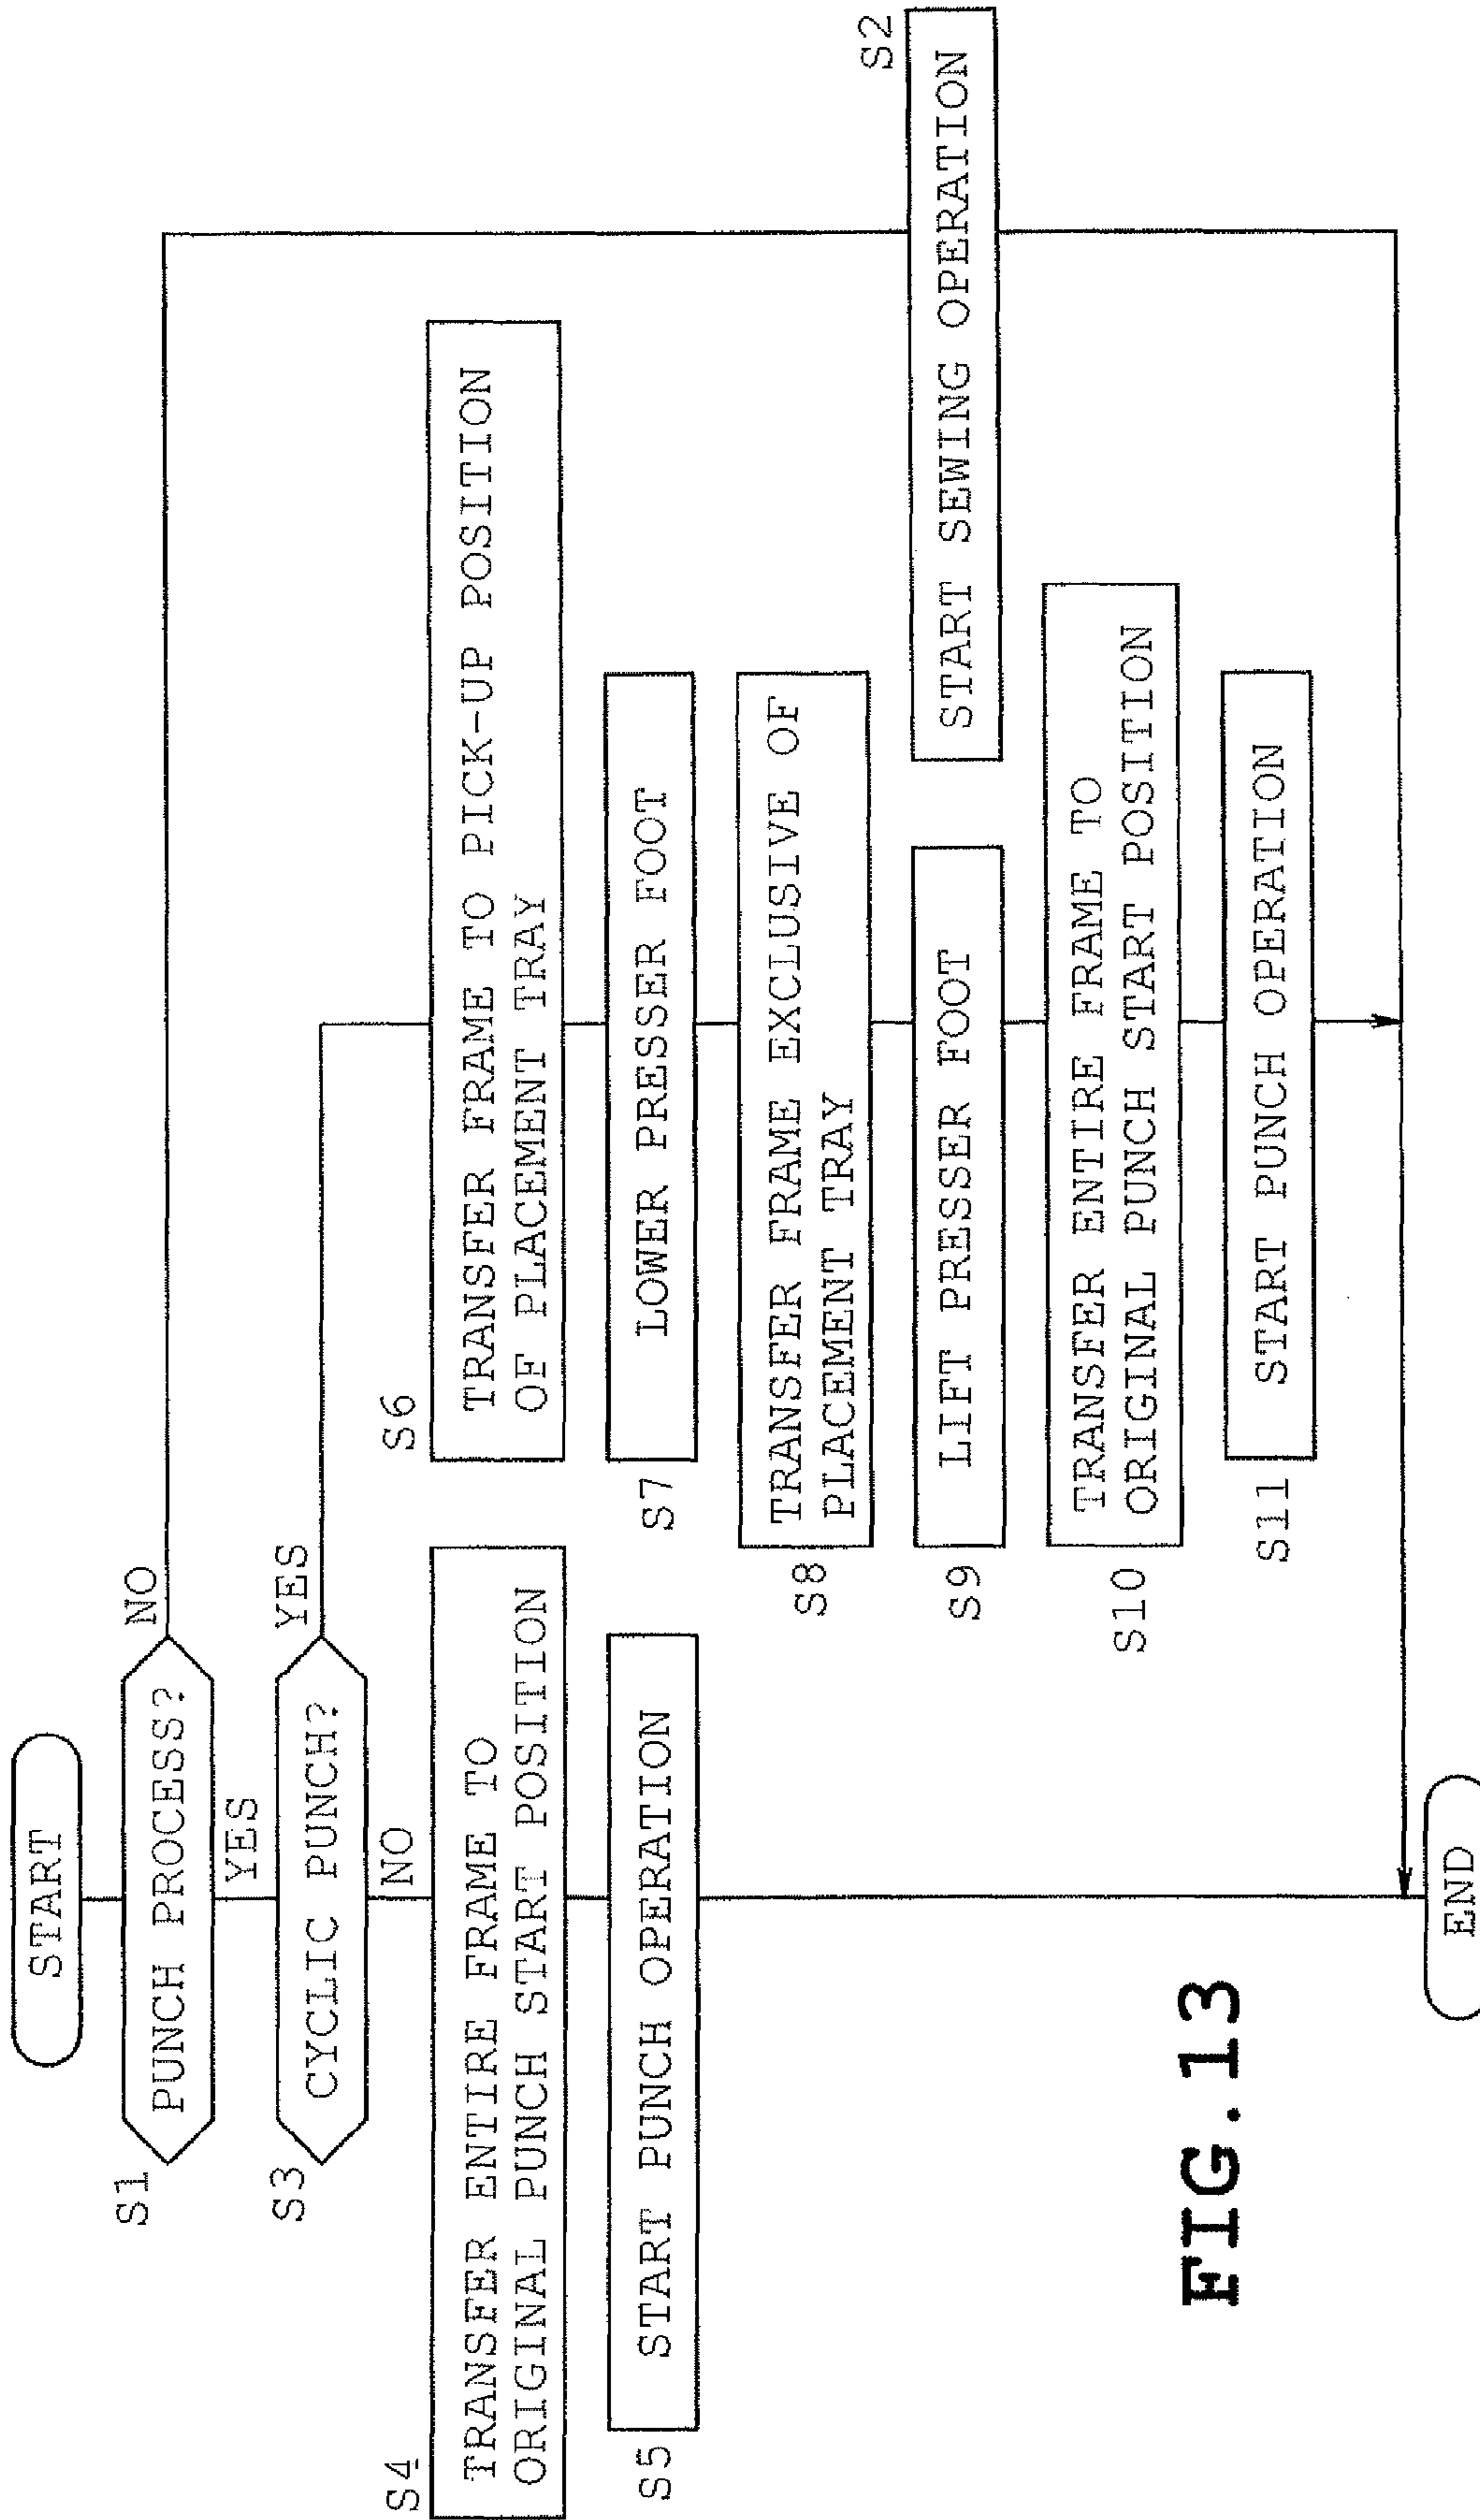 START
S1
PUNCH PROCESS?
NO
YES
S3
CYCLIC PUNCH?
YES
NO
S4
TRANSFER ENTIRE FRAME TO
ORIGINAL PUNCH START POSITION
S5
START PUNCH OPERATION
S6
TRANSFER FRAME TO PICK-UP POSITION
OF PLACEMENT TRAY
S7
LOWER PRESSER FOOT
S8
TRANSFER FRAME EXCLUSIVE OF
PLACEMENT TRAY
S9
LIFT PRESSER FOOT
S10
TRANSFER ENTIRE FRAME TO
ORIGINAL PUNCH START POSITION
S11
START PUNCH OPERATION
S2
START SEWING OPERATION
END
FIG.13